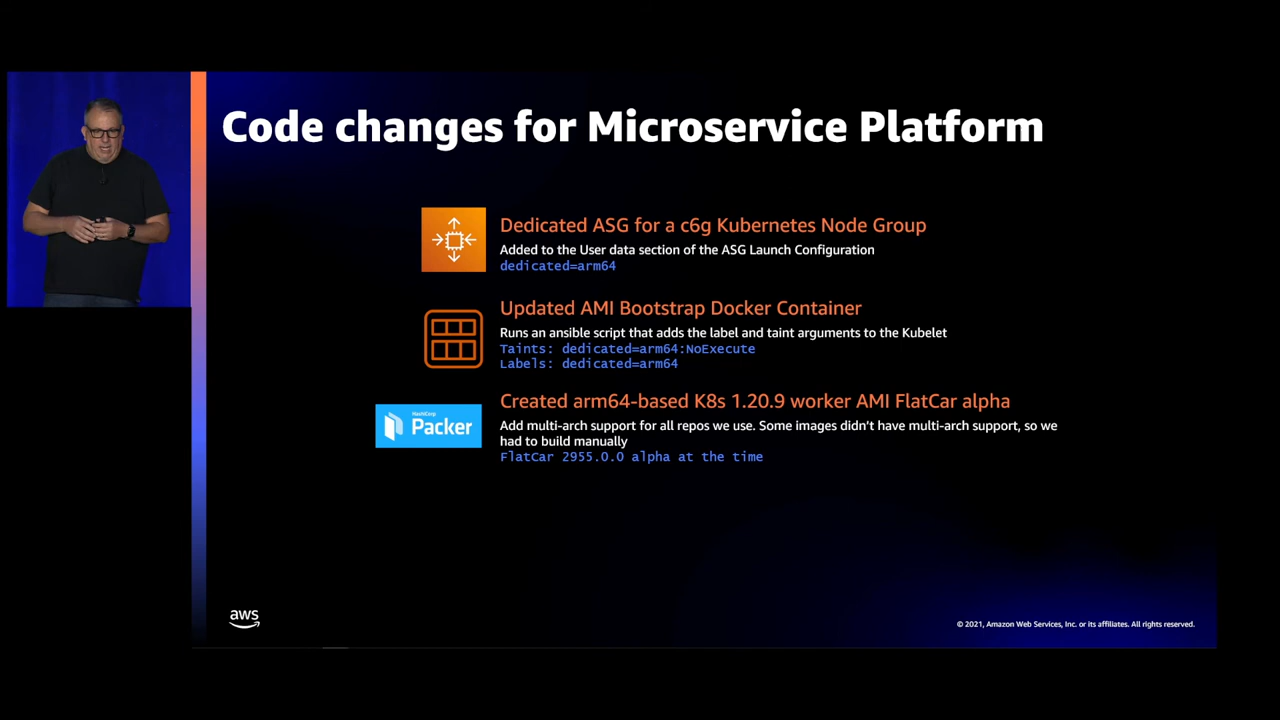 Code changes for Microservice Platform
Dedicated ASG for a c6g Kubernetes Node Group
Added to the User data section of the ASG Launch Configuration
dedicated=arm64
Updated AMI Bootstrap Docker Container
Runs an ansible script that adds the label and taint arguments to the Kubelet
Taints: dedicated=arm64:NoExecute
Labels: dedicated=arm64
HashiCorp
Packer
Created arm64-based K8s 1.20.9 worker AMI FlatCar alpha
Add multi-arch support for all repos we use. Some images didn't have multi-arch support, so we
had to build manually
FlatCar 2955.0.0 alpha at the time
aws
© 2021, Amazon Web Services, Inc. or its affiliates. All rights reserved.